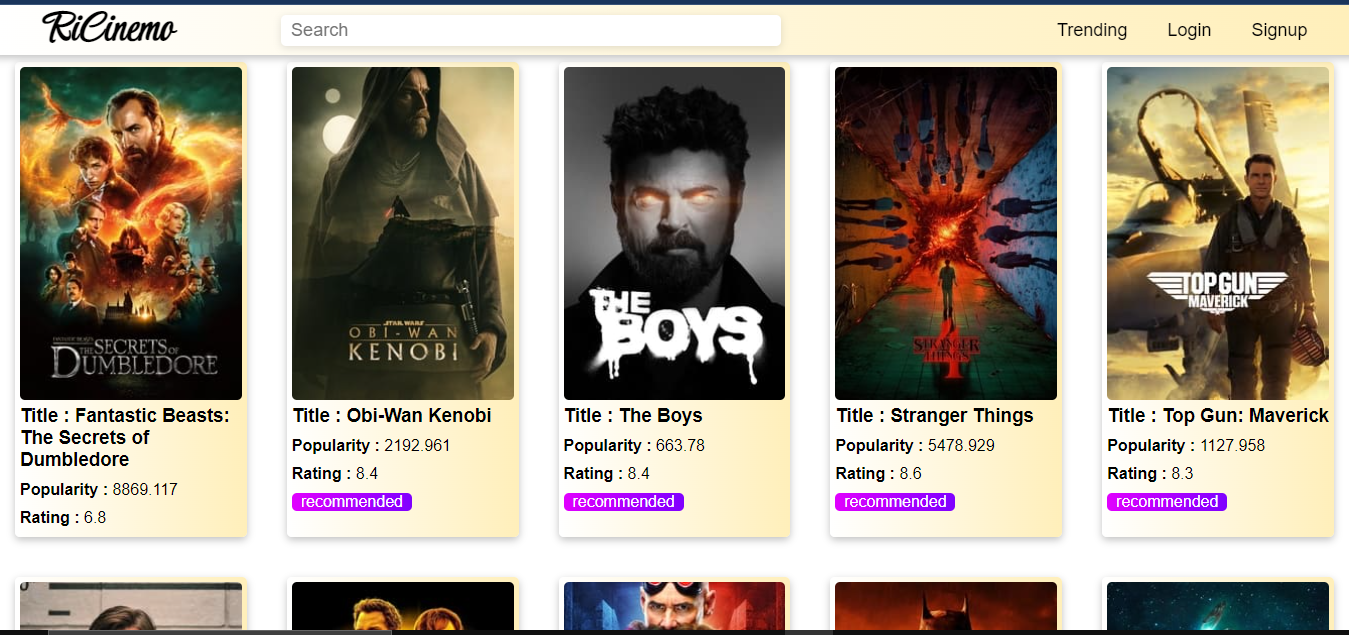 RiCinemo
Search
Trending
Login
Signup
THE SECRETS OF
DUMBLEDORE
STAR WARS
OBI-WAN
KENOBI
THE
BOYS
STRANGER
THINGS
4
TOP GUN
MAVERICK
Title : Fantastic Beasts:
The Secrets of
Dumbledore
Popularity : 8869.117
Rating : 6.8
Title : Obi-Wan Kenobi
Popularity : 2192.961
Rating : 8.4
recommended
Title : The Boys
Popularity : 663.78
Rating : 8.4
recommended
Title : Stranger Things
Popularity : 5478.929
Rating : 8.6
recommended
Title : Top Gun: Maverick
Popularity : 1127.958
Rating : 8.3
recommended